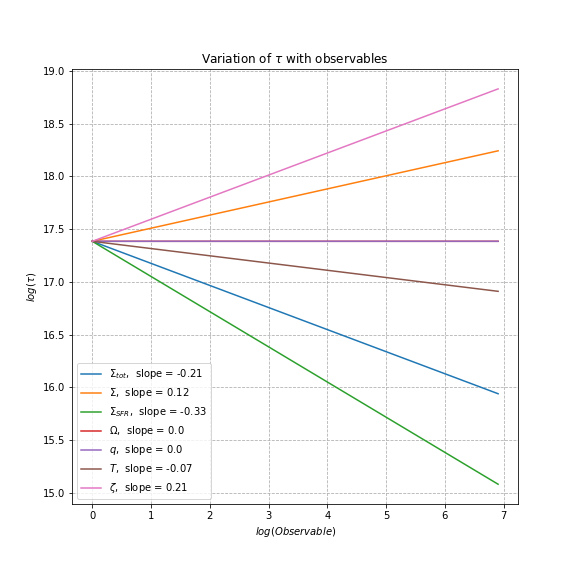 Variation of τ with observables
19.0
18.5
18.0
17.5
17.0
16.5
16.0
15.5
15.0
log(τ)
Σ_tot, slope = -0.21
Σ, slope = 0.12
Σ_SFR, slope = -0.33
Ω, slope = 0.0
q, slope = 0.0
T, slope = -0.07
ζ, slope = 0.21
0 1 2 3 4 5 6 7
log(Observable)